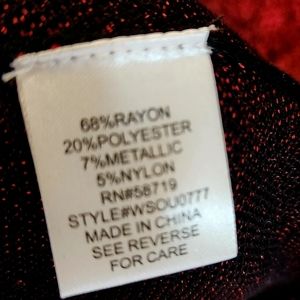 68%RAYON
20%POLYESTER
7%METALLIC
5%NYLON
RN#58719
STYLE#WSOU0777
MADE IN CHINA
SEE REVERSE
FOR CARE